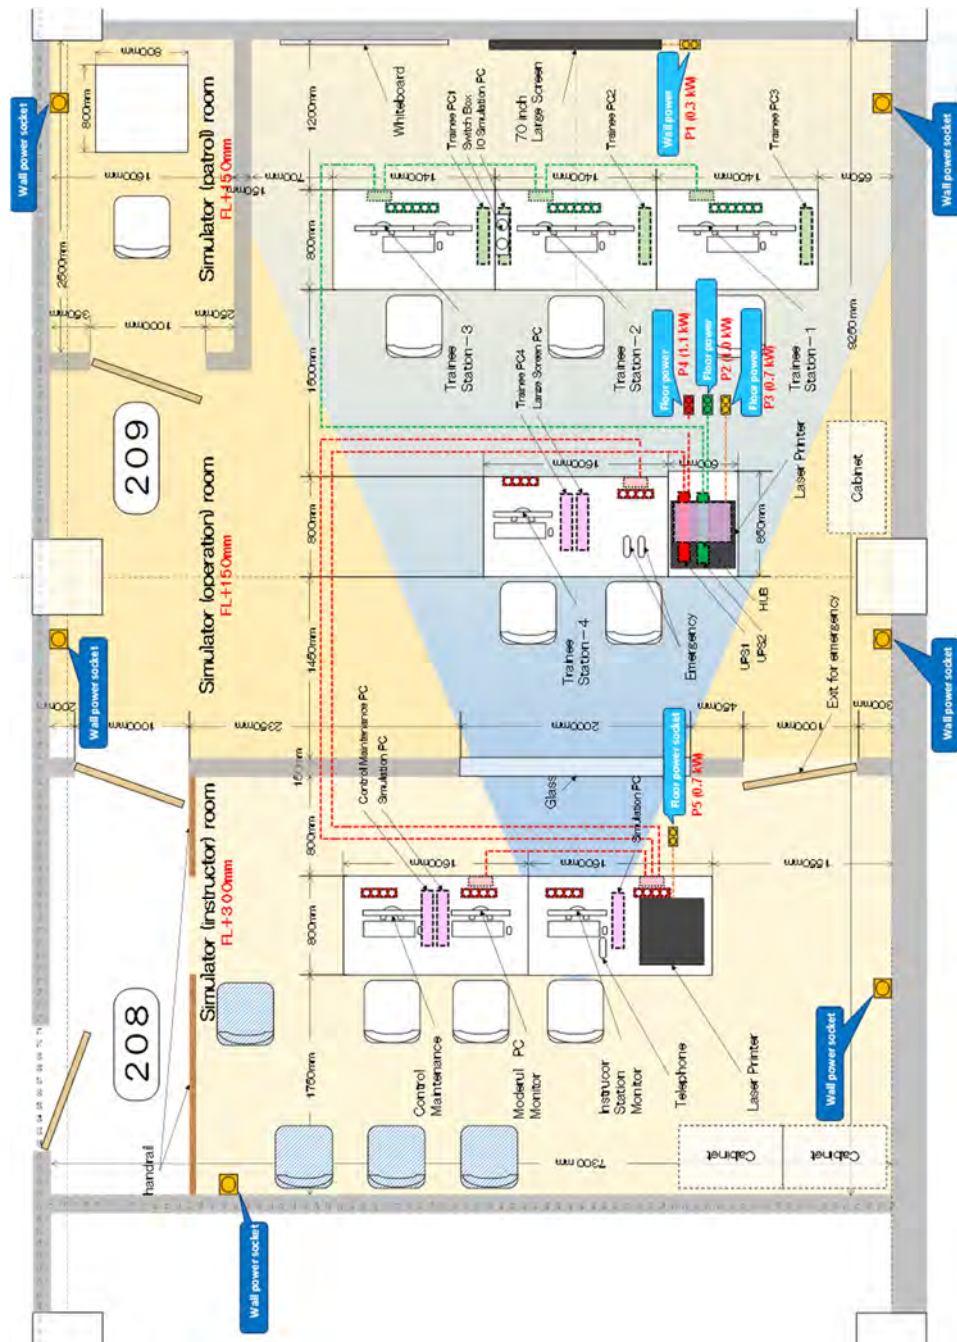 Wall power socket
800mm
800mm
1600mm
2500mm
350mm
1000mm
250mm
150mm
700mm
Simulator (patrol) room
FL+150mm
1200mm
Whiteboard
70 inch
Large Screen
Wall power
P1 (0.3 kW)
Wall power socket
Trainee PC1
Switch Box
IO Simulation PC
Trainee PC2
Trainee PC3
1400mm
1400mm
1400mm
650mm
800mm
Trainee
Station-3
Trainee
Station-2
Trainee
Station-1
1600mm
9250mm
209
Simulator (operation) room
FL+150mm
Trainee PC4
Large Screen PC
Floor power
P4 (1.1 kW)
Floor power
P2 (1.0 kW)
Floor power
P3 (0.7 kW)
Laser Printer
Cabinet
1600mm
600mm
800mm
850mm
HUB
UPS1
UPS2
Emergency
Trainee
Station-4
1450mm
Wall power socket
Wall power socket
200mm
1000mm
2350mm
2000mm
450mm
1000mm
300mm
Exit for emergency
150mm
Glass
Floor power socket
P5 (0.7 kW)
Control Maintenance PC
Simulation PC
Simulation PC
800mm
1600mm
1600mm
1550mm
800mm
208
Simulator (instructor) room
FL+300mm
handrail
1750mm
Control
Maintenance
Moderul PC
Monitor
Instrucor
Station
Monitor
Telephone
Laser Printer
Wall power socket
7300mm
Cabinet
Cabinet
Wall power socket